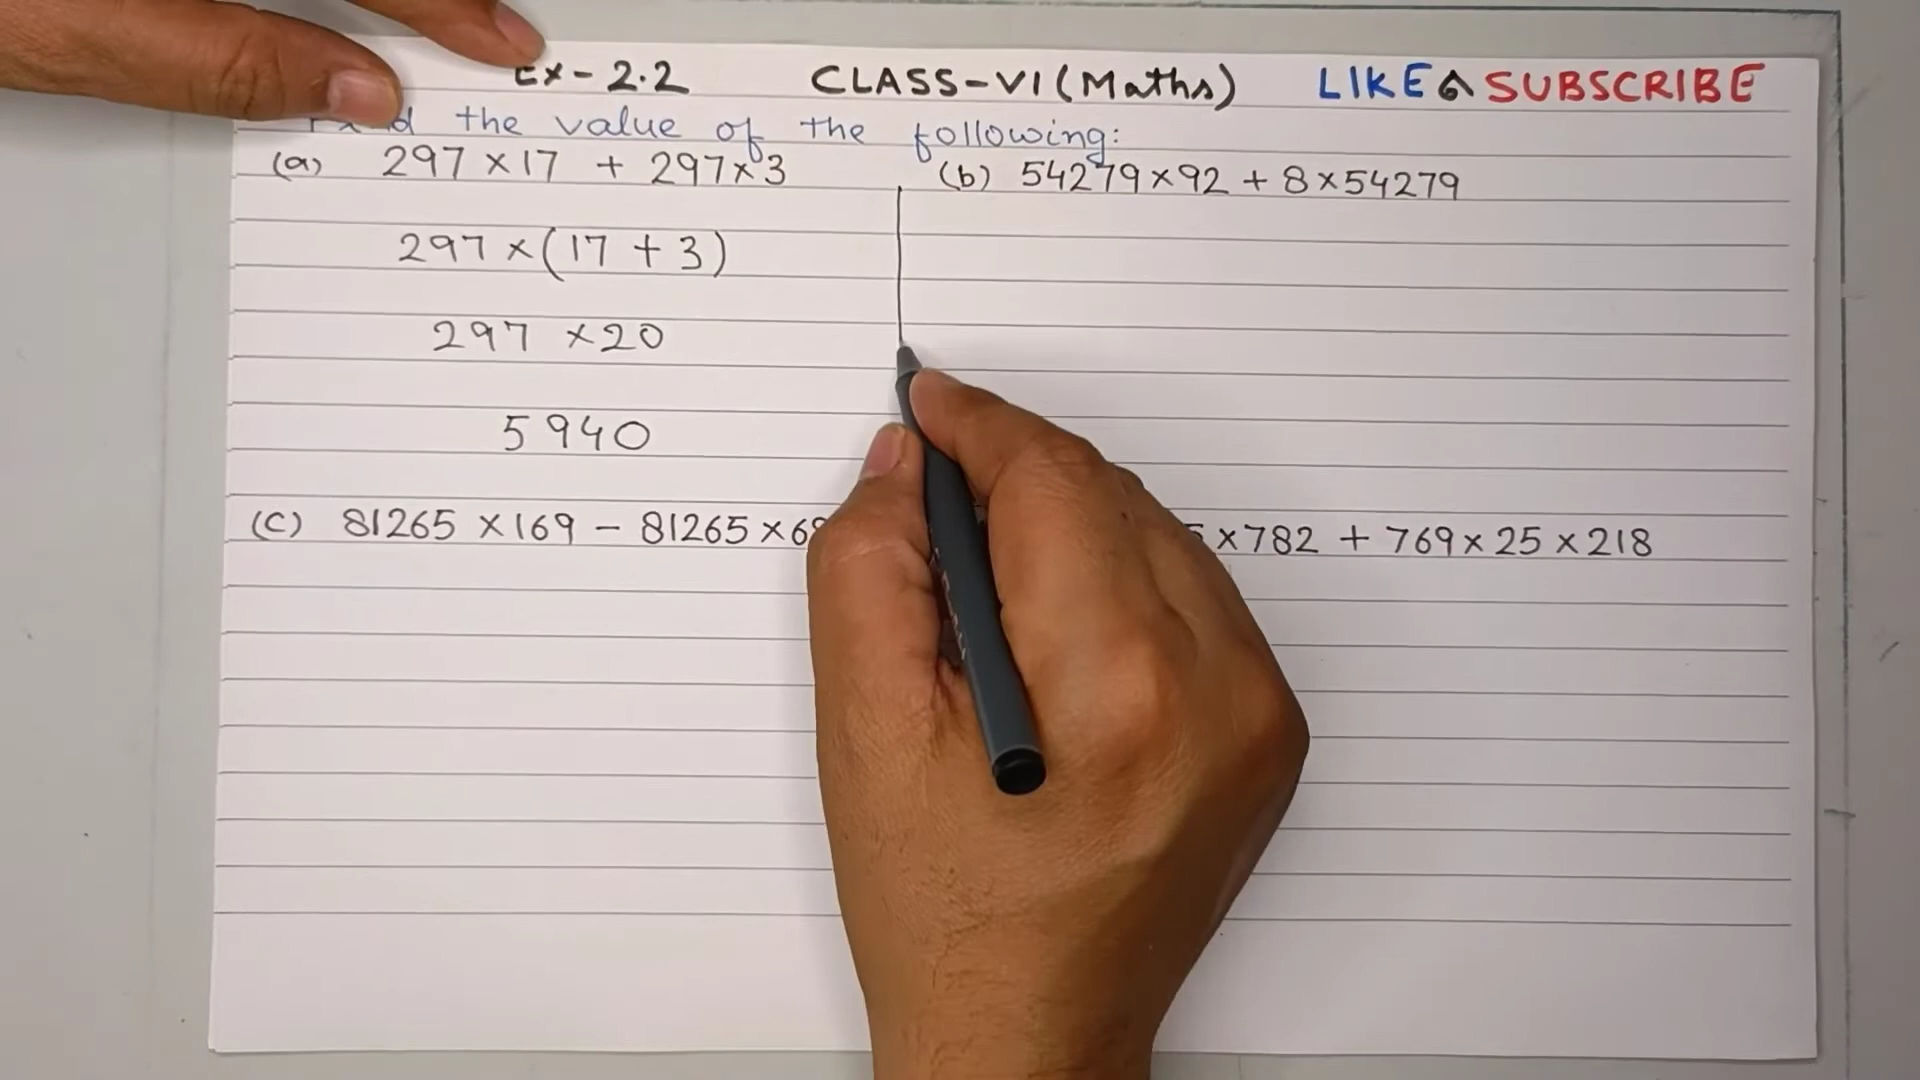 Ex - 2.2 CLASS-VI (Maths) LIKE & SUBSCRIBE
the value of the following:
(a) 297 × 17 + 297 × 3
297 × (17 + 3)
297 × 20
5940
(b) 54279 × 92 + 8 × 54279
(c) 81265 × 169 - 81265 × 6
× 782 + 769 × 25 × 218